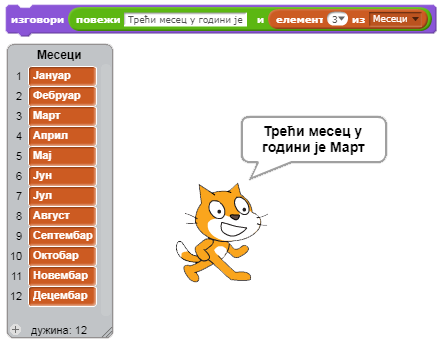 изговори повежи Трећи месец у години је и елемент 3 из Месеци
Месеци
1 Јануар
2 Фебруар
3 Март
4 Април
5 Мај
6 Јун
7 Јул
8 Август
9 Септембар
10 Октобар
11 Новембар
12 Децембар
+ дужина: 12
Трећи месец у
години је Март